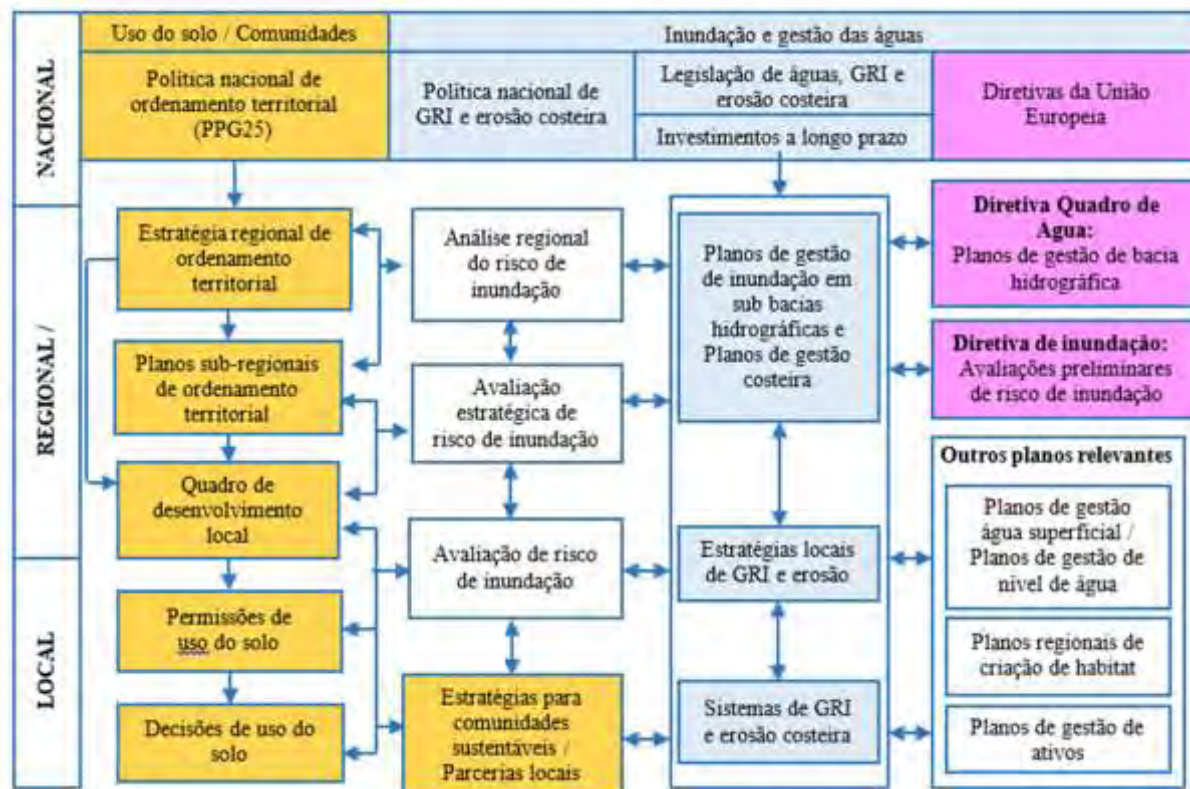 NACIONAL
Uso do solo / Comunidades
Inundação e gestão das águas
Política nacional de
ordenamento territorial
(PPG25)
Política nacional de
GRI e erosão costeira
Legislação de águas, GRI e
erosão costeira
Investimentos a longo prazo
Diretivas da União
Europeia
REGIONAL /
Estratégia regional de
ordenamento
territorial
Análise regional
do risco de
inundação
Planos de gestão
de inundação em
sub bacias
hidrográficas e
Planos de gestão
costeira
Diretiva Quadro de
Agua:
Planos de gestão de bacia
hidrográfica
Planos sub-regionais
de ordenamento
territorial
Avaliação
estratégica de
risco de inundação
Diretiva de inundação:
Avaliações preliminares
de risco de inundação
Quadro de
desenvolvimento
local
Outros planos relevantes
Planos de gestão
água superficial /
Planos de gestão de
nível de água
Avaliação de risco
de inundação
Estratégias locais
de GRI e erosão
LOCAL
Permissões de
uso do solo
Planos regionais de
criação de habitat
Decisões de uso do
solo
Estratégias para
comunidades
sustentáveis /
Parcerias locais
Sistemas de GRI
e erosão costeira
Planos de gestão de
ativos